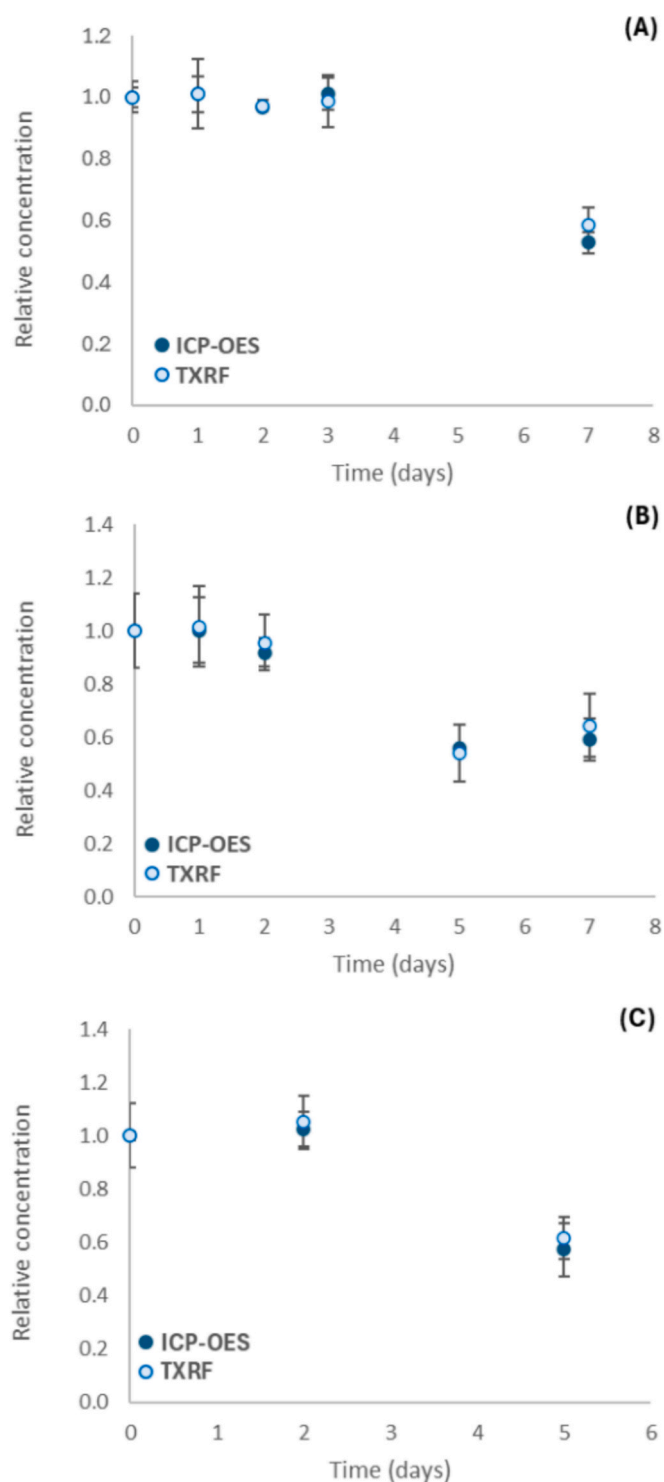 (A)
1.2
1.0
0.8
0.6
0.4
0.2
0.0
Relative concentration
ICP-OES
TXRF
0 1 2 3 4 5 6 7 8
Time (days)
(B)
1.4
1.2
1.0
0.8
0.6
0.4
0.2
0.0
Relative concentration
ICP-OES
TXRF
0 1 2 3 4 5 6 7 8
Time (days)
(C)
1.4
1.2
1.0
0.8
0.6
0.4
0.2
0.0
Relative concentration
ICP-OES
TXRF
0 1 2 3 4 5 6
Time (days)